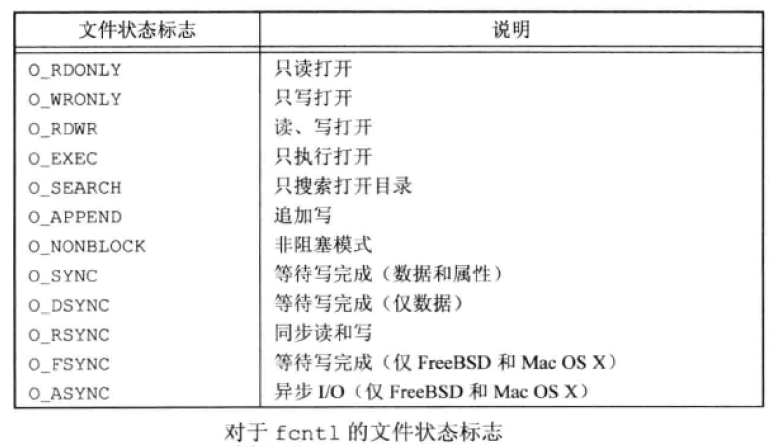 文件状态标志 说明
O_RDONLY 只读打开
O_WRONLY 只写打开
O_RDWR 读、写打开
O_EXEC 只执行打开
O_SEARCH 只搜索打开目录
O_APPEND 追加写
O_NONBLOCK 非阻塞模式
O_SYNC 等待写完成（数据和属性）
O_DSYNC 等待写完成（仅数据）
O_RSYNC 同步读和写
O_FSYNC 等待写完成（仅 FreeBSD 和 Mac OS X）
O_ASYNC 异步 I/O（仅 FreeBSD 和 Mac OS X）
对于 fcntl 的文件状态标志